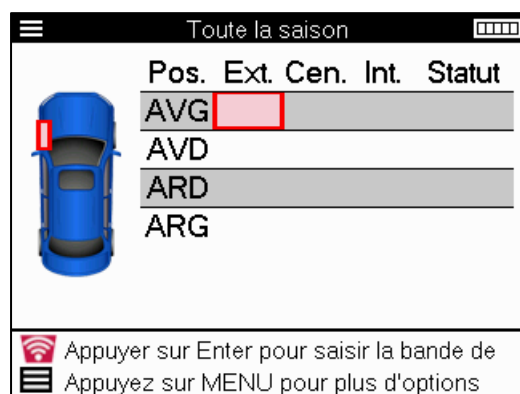 Toute la saison
Pos. Ext. Cen. Int. Statut
AVG
AVD
ARD
ARG
Appuyer sur Enter pour saisir la bande de
Appuyez sur MENU pour plus d'options